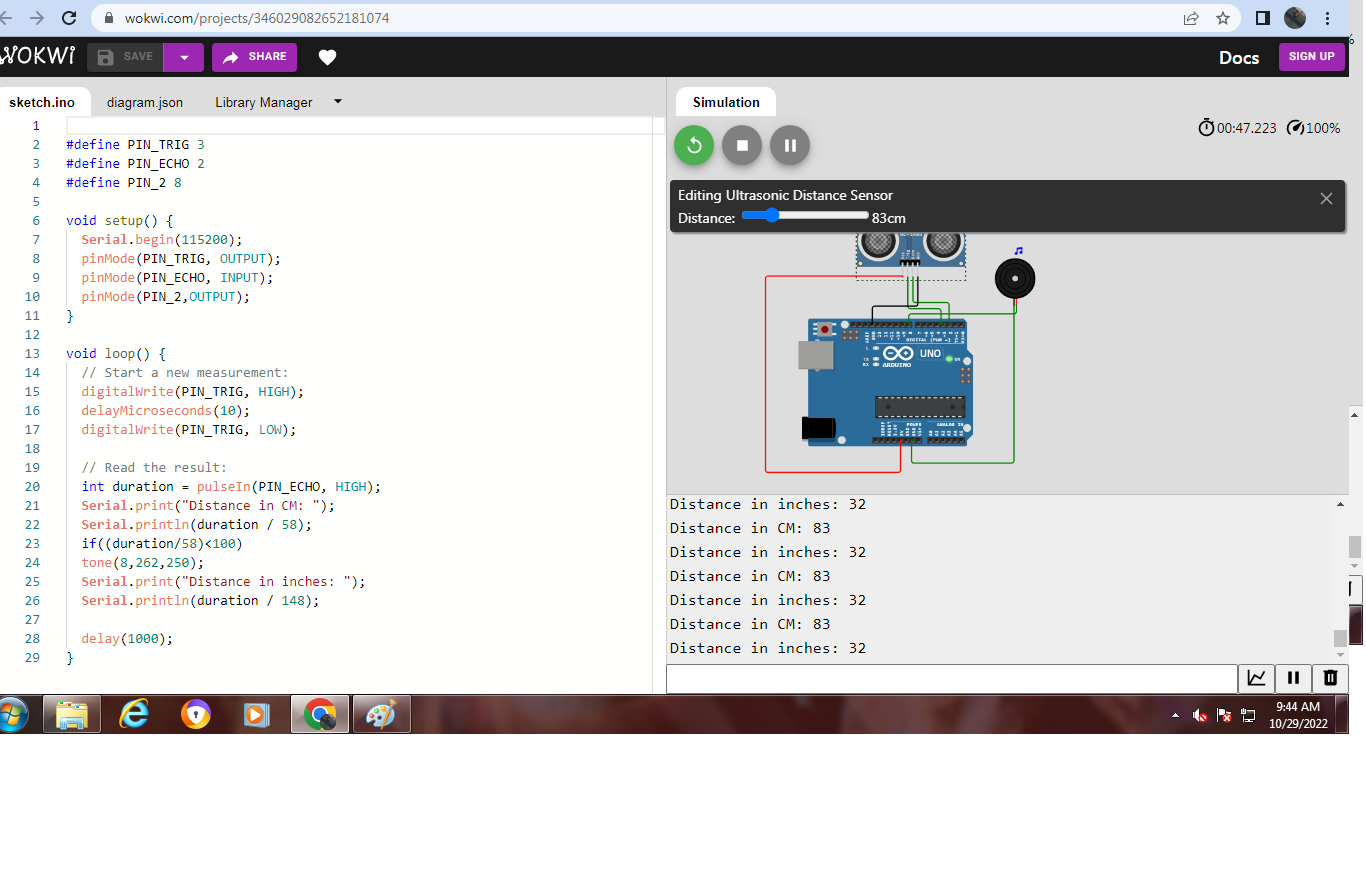 wokwi.com/projects/346029082652181074
WOKWI
SAVE
SHARE
Docs
SIGN UP
sketch.ino
diagram.json
Library Manager
Simulation
00:47.223
100%
Editing Ultrasonic Distance Sensor
Distance:
83cm
1
2 #define PIN_TRIG 3
3 #define PIN_ECHO 2
4 #define PIN_2 8
5
6 void setup() {
7 Serial.begin(115200);
8 pinMode(PIN_TRIG, OUTPUT);
9 pinMode(PIN_ECHO, INPUT);
10 pinMode(PIN_2,OUTPUT);
11 }
12
13 void loop() {
14 // Start a new measurement:
15 digitalWrite(PIN_TRIG, HIGH);
16 delayMicroseconds(10);
17 digitalWrite(PIN_TRIG, LOW);
18
19 // Read the result:
20 int duration = pulseIn(PIN_ECHO, HIGH);
21 Serial.print("Distance in CM: ");
22 Serial.println(duration / 58);
23 if((duration/58)<100)
24 tone(8,262,250);
25 Serial.print("Distance in inches: ");
26 Serial.println(duration / 148);
27
28 delay(1000);
29 }
DIGITAL (PWM ~)
UNO
ARDUINO
L
TX
RX
ON
POWER
ANALOG IN
Distance in inches: 32
Distance in CM: 83
Distance in inches: 32
Distance in CM: 83
Distance in inches: 32
Distance in CM: 83
Distance in inches: 32
9:44 AM
10/29/2022